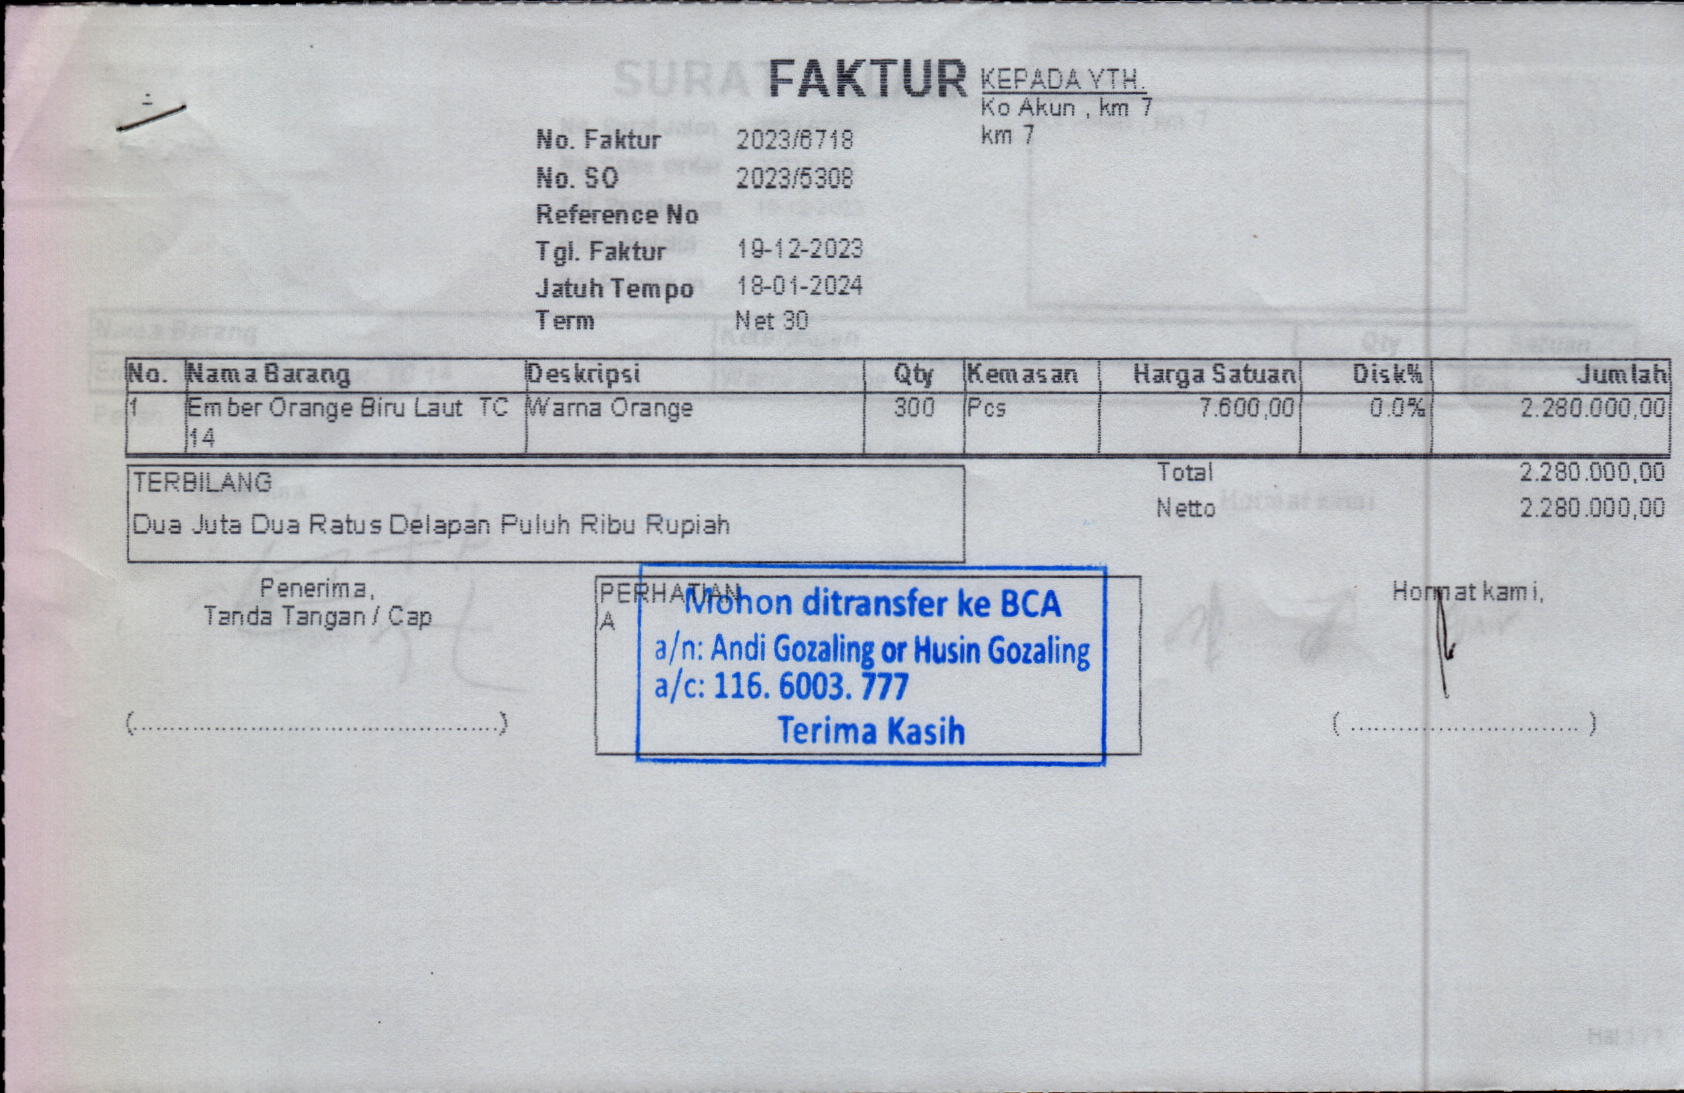 FAKTUR
KEPADA YTH.
Ko Akun , km 7
km 7
No. Faktur 2023/6718
No. SO 2023/5308
Reference No
Tgl. Faktur 19-12-2023
Jatuh Tempo 18-01-2024
Term Net 30
No. Nama Barang Deskripsi Qty Kemasan Harga Satuan Disk% Jumlah
1 Ember Orange Biru Laut TC Warna Orange 300 Pcs 7.600,00 0.0% 2.280.000,00
14
TERBILANG
Dua Juta Dua Ratus Delapan Puluh Ribu Rupiah
Total 2.280.000,00
Netto 2.280.000,00
Penerima,
Tanda Tangan / Cap
(............................................)
PERHATIAN
A
Mohon ditransfer ke BCA
a/n: Andi Gozaling or Husin Gozaling
a/c: 116. 6003. 777
Terima Kasih
Hormat kami,
( ............................ )